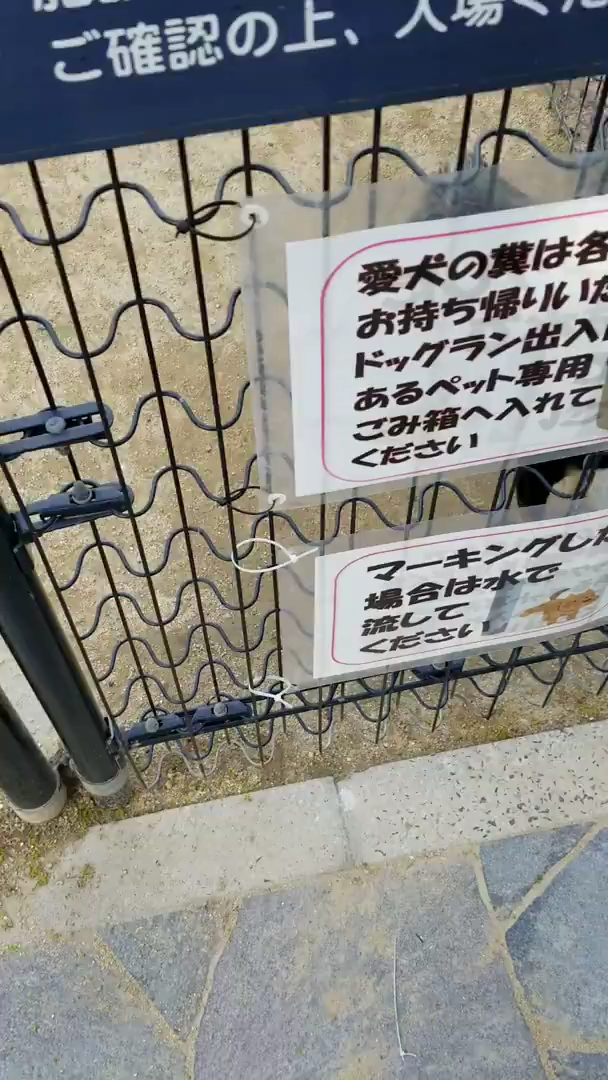 ご確認の上、入場くだ
愛犬の糞は各
お持ち帰りいた
ドッグラン出入
あるペット専用
ごみ箱へ入れて
ください
マーキングした
場合は水で
流して
ください